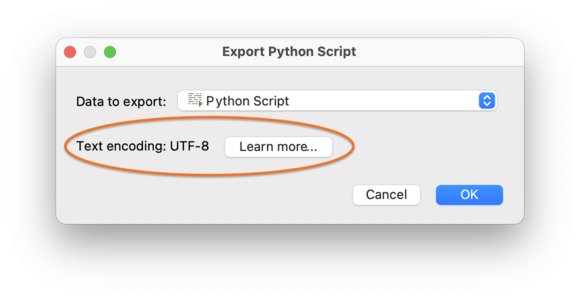 Export Python Script
Data to export: Python Script
Text encoding: UTF-8 Learn more...
Cancel OK